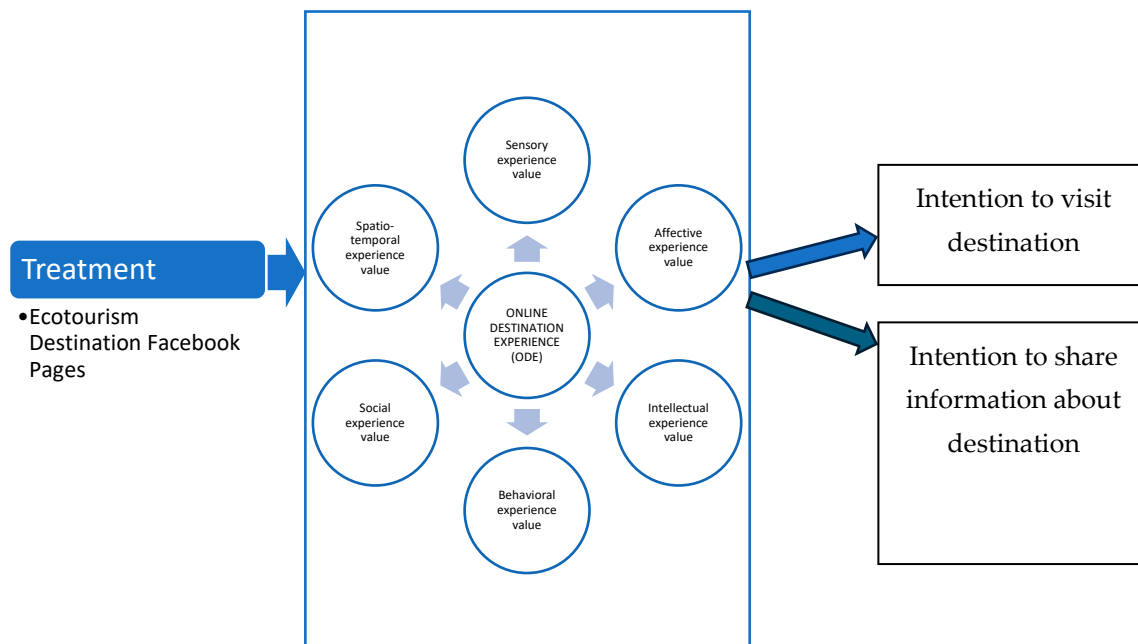 Treatment
•Ecotourism
Destination Facebook
Pages
Sensory
experience
value
Spatio-
temporal
experience
value
Affective
experience value
ONLINE
DESTINATION
EXPERIENCE
(ODE)
Social
experience
value
Intellectual
experience value
Behavioral
experience
value
Intention to visit
destination
Intention to share
information about
destination